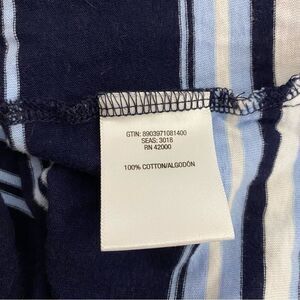 GTIN: 8903971081400
SEAS: 3018
RN 42000
100% COTTON/ALGODÓN